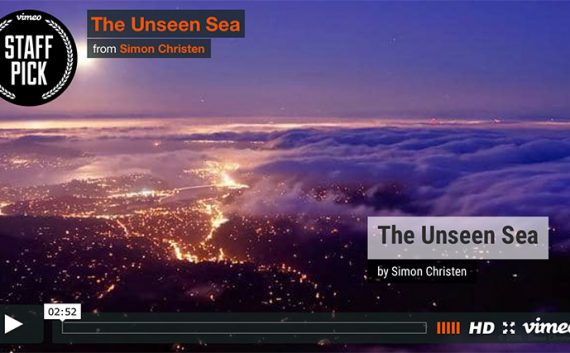 vimeo
STAFF
PICK
The Unseen Sea
from Simon Christen
The Unseen Sea
by Simon Christen
02:52
HD
vimeo